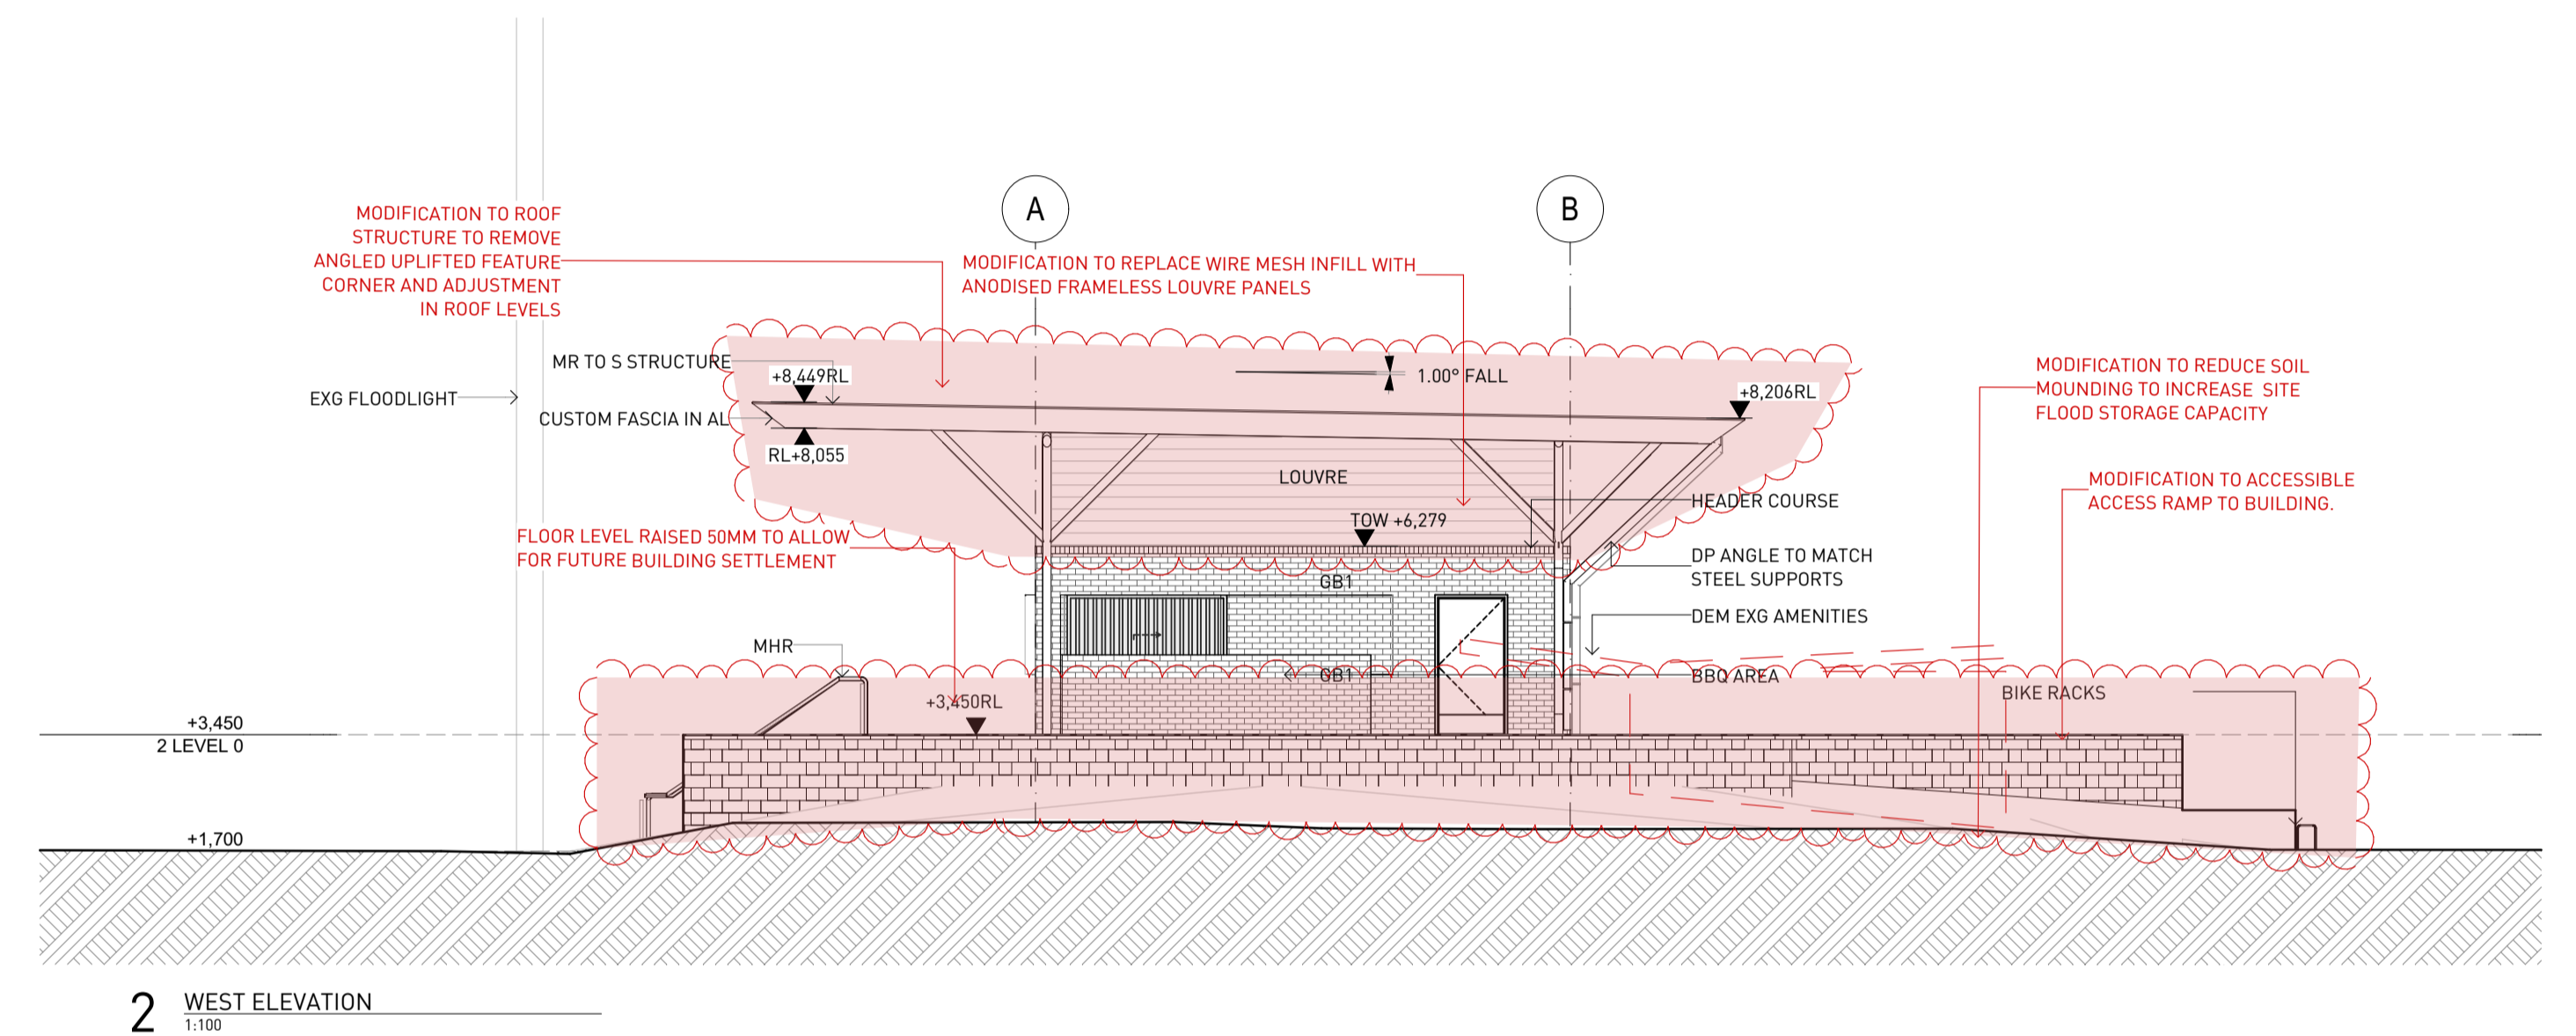 A
B
MODIFICATION TO ROOF
STRUCTURE TO REMOVE
ANGLED UPLIFTED FEATURE
CORNER AND ADJUSTMENT
IN ROOF LEVELS
MODIFICATION TO REPLACE WIRE MESH INFILL WITH
ANODISED FRAMELESS LOUVRE PANELS
MR TO S STRUCTURE
+8,449RL
1.00° FALL
+8,206RL
MODIFICATION TO REDUCE SOIL
MOUNDING TO INCREASE SITE
FLOOD STORAGE CAPACITY
EXG FLOODLIGHT
CUSTOM FASCIA IN AL
RL+8,055
LOUVRE
MODIFICATION TO ACCESSIBLE
ACCESS RAMP TO BUILDING.
HEADER COURSE
TOW +6,279
FLOOR LEVEL RAISED 50MM TO ALLOW
FOR FUTURE BUILDING SETTLEMENT
DP ANGLE TO MATCH
STEEL SUPPORTS
GB1
DEM EXG AMENITIES
MHR
GB1
BBQ AREA
+3,450RL
BIKE RACKS
+3,450
2 LEVEL 0
+1,700
2 WEST ELEVATION
1:100